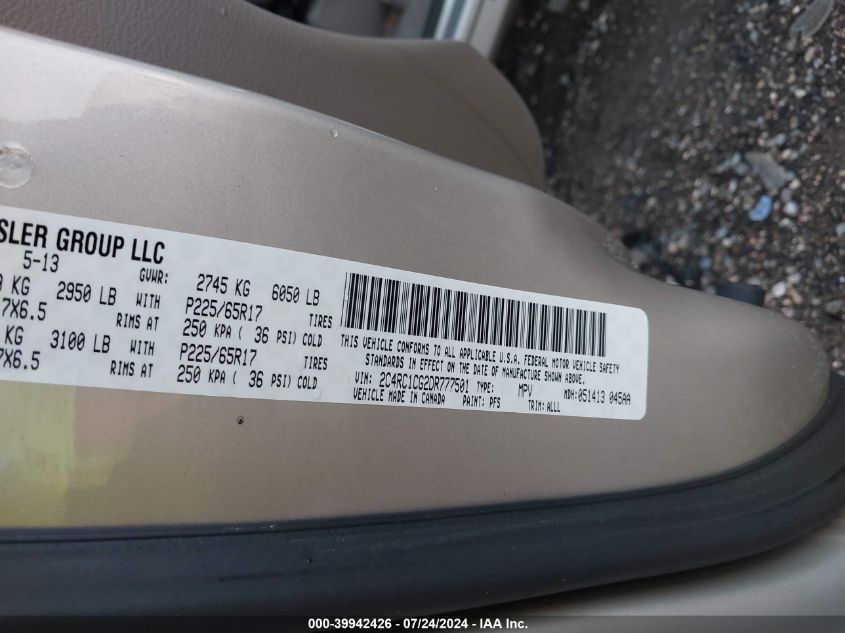 SLER GROUP LLC
5-13
GVWR: 2745 KG 6050 LB
KG 2950 LB WITH P225/65R17 TIRES
7X6.5 RIMS AT 250 KPA ( 36 PSI) COLD
KG 3100 LB WITH P225/65R17 TIRES
7X6.5 RIMS AT 250 KPA ( 36 PSI) COLD
THIS VEHICLE CONFORMS TO ALL APPLICABLE U.S.A. FEDERAL MOTOR VEHICLE SAFETY
STANDARDS IN EFFECT ON THE DATE OF MANUFACTURE SHOWN ABOVE.
VIN: 2C4RC1CG2DR777501 TYPE: MPV MDH:051413 045AA
VEHICLE MADE IN CANADA PAINT: PFS TRIM: ALLL
000-39942426 - 07/24/2024 - IAA Inc.